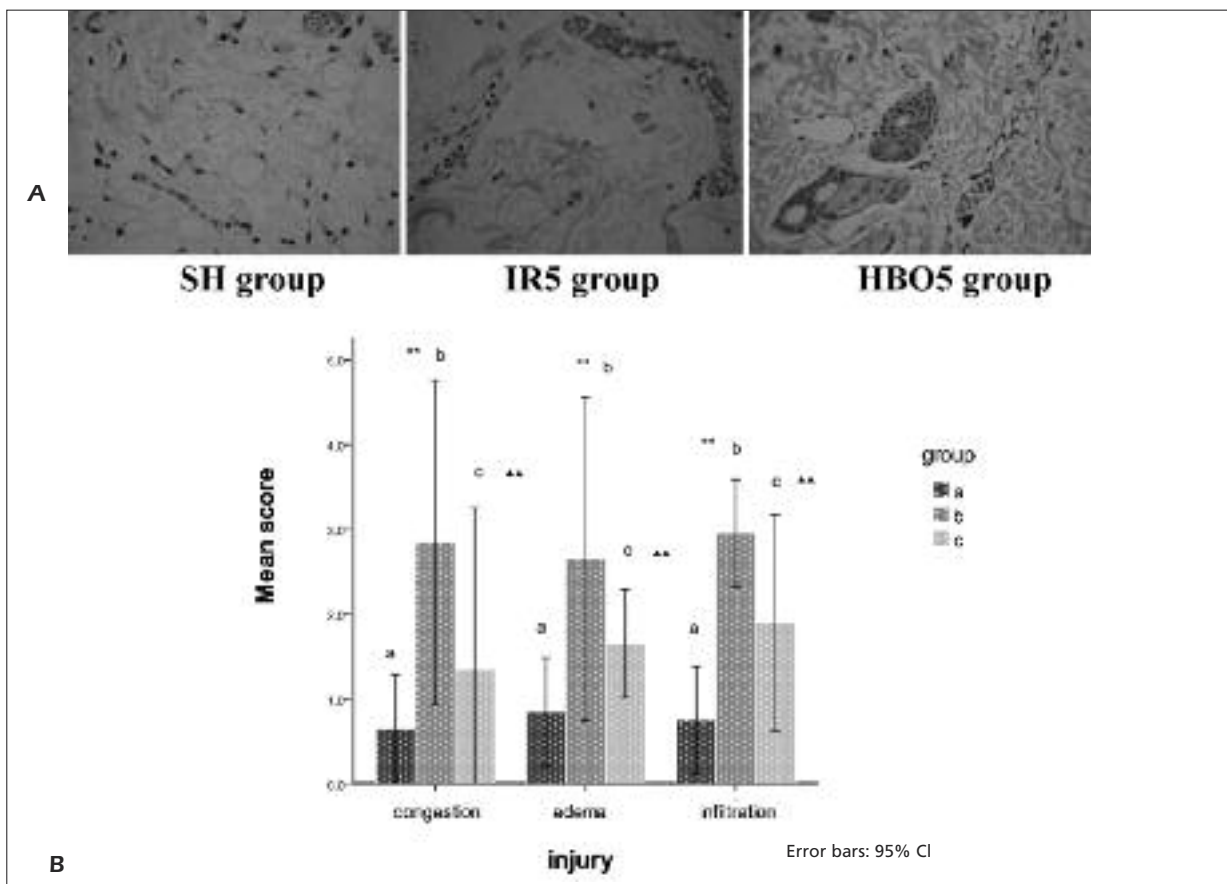 A
SH group IR5 group HBO5 group
5.0
4.0
3.0
2.0
1.0
0.0
** b
** b
** b
c ▲▲
c ▲▲
c ▲▲
a
a
a
Mean score
congestion edema infiltration
injury
group
a
b
c
Error bars: 95% CI
B